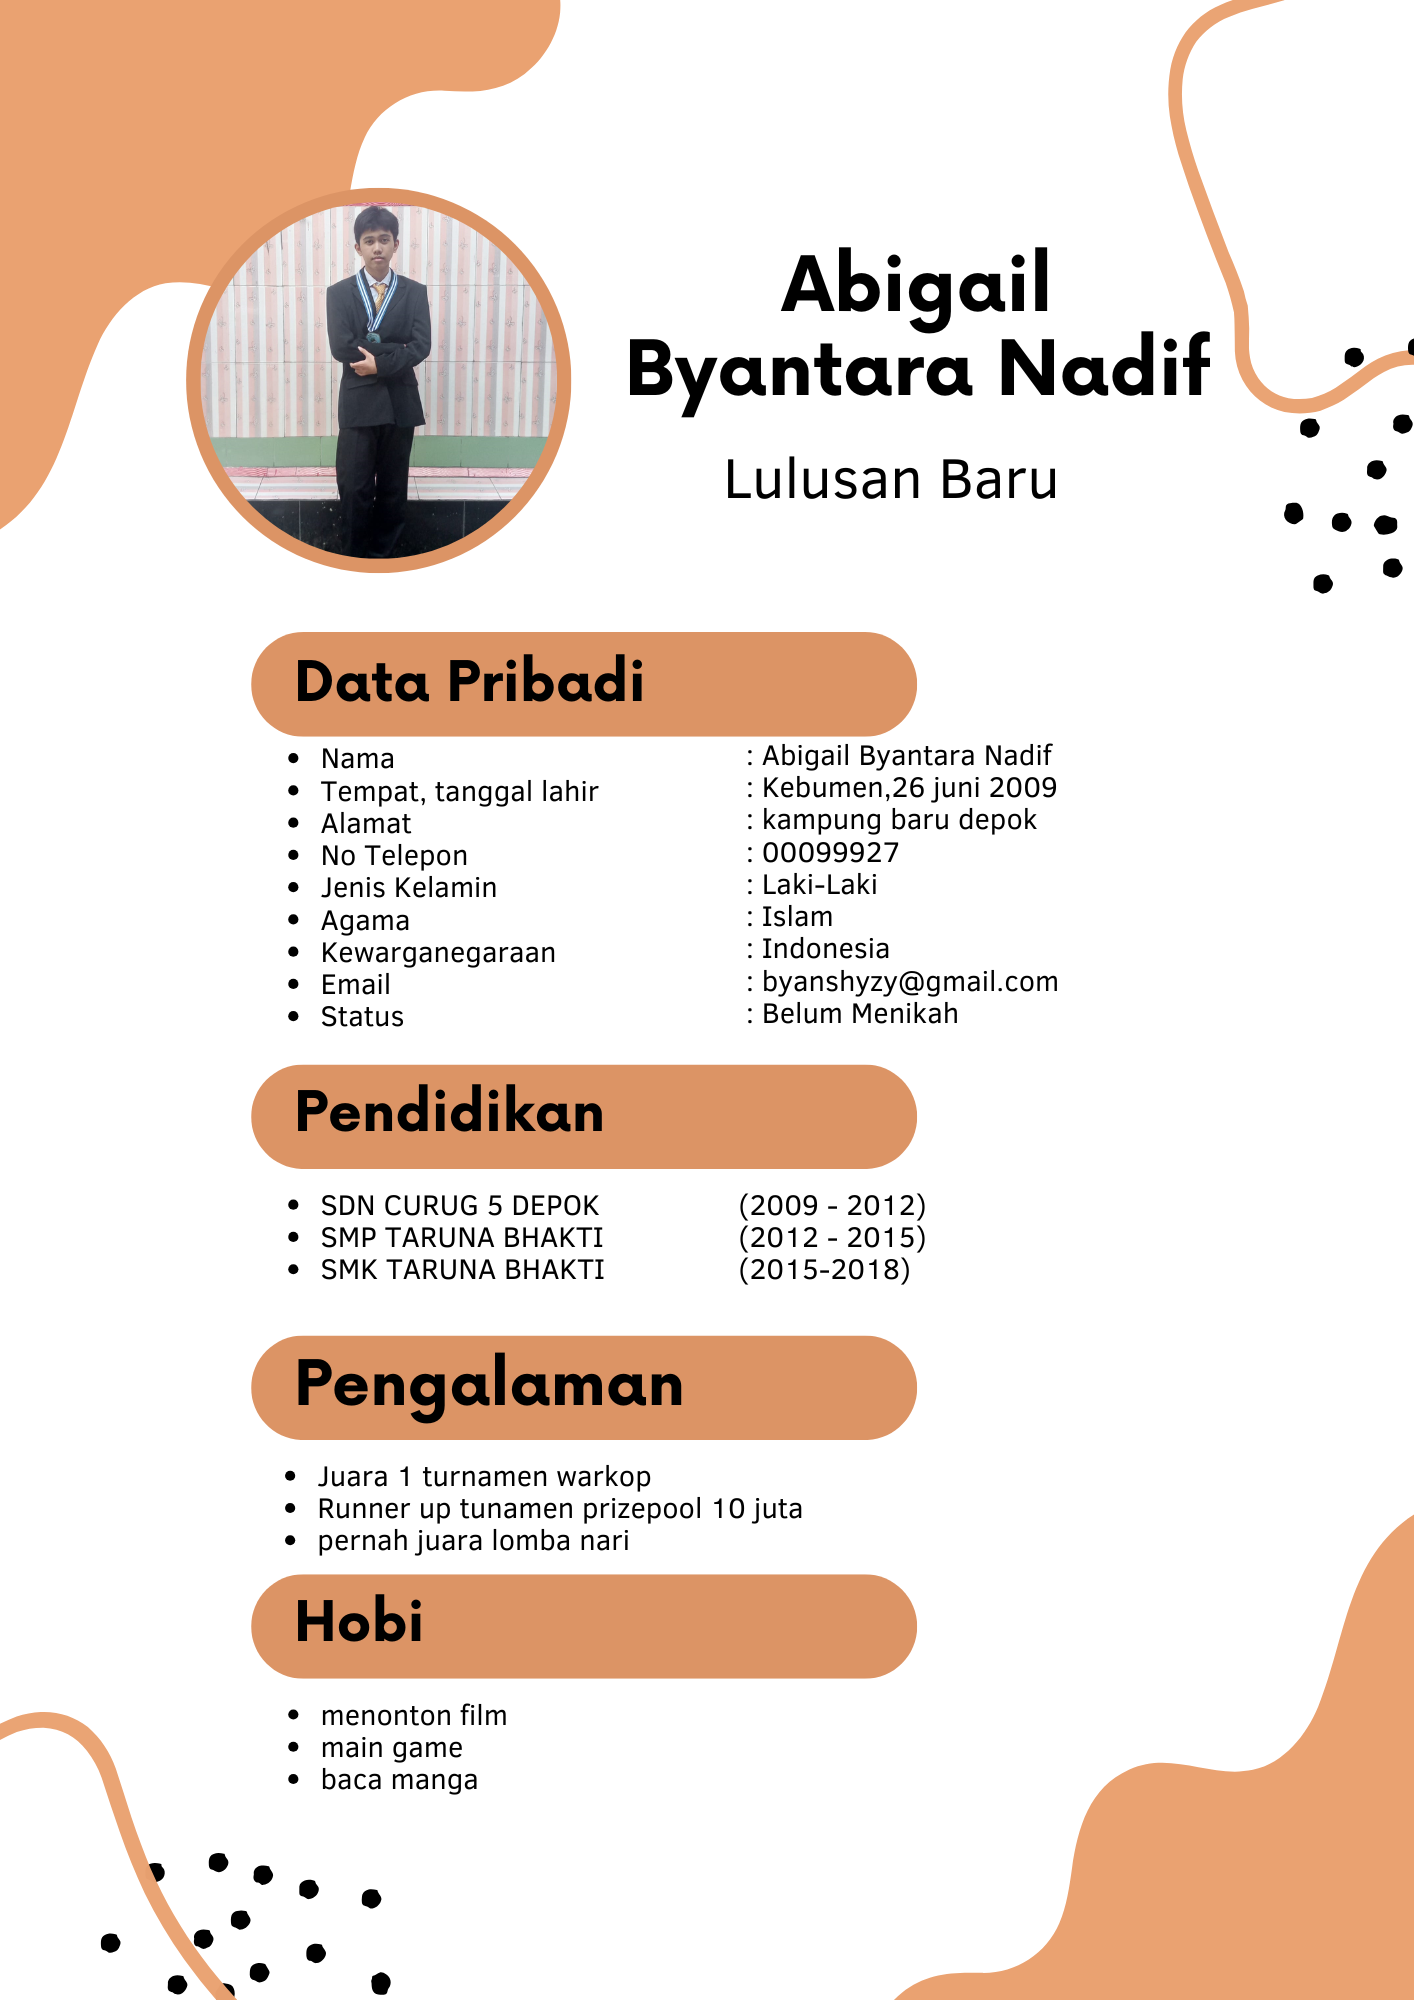 Abigail
Byantara Nadif
Lulusan Baru
Data Pribadi
Nama : Abigail Byantara Nadif
Tempat, tanggal lahir : Kebumen,26 juni 2009
Alamat : kampung baru depok
No Telepon : 00099927
Jenis Kelamin : Laki-Laki
Agama : Islam
Kewarganegaraan : Indonesia
Email : byanshyzy@gmail.com
Status : Belum Menikah
Pendidikan
SDN CURUG 5 DEPOK (2009 - 2012)
SMP TARUNA BHAKTI (2012 - 2015)
SMK TARUNA BHAKTI (2015-2018)
Pengalaman
Juara 1 turnamen warkop
Runner up tunamen prizepool 10 juta
pernah juara lomba nari
Hobi
menonton film
main game
baca manga